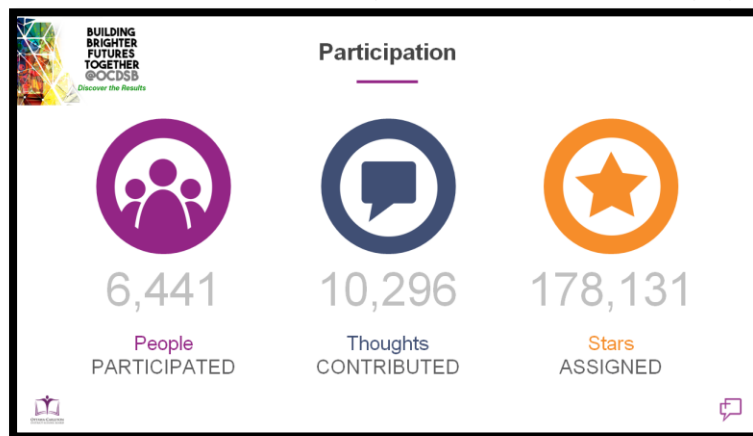 BUILDING
BRIGHTER
FUTURES
TOGETHER
@OCDSB
Discover the Results
Participation
6,441
People
PARTICIPATED
10,296
Thoughts
CONTRIBUTED
178,131
Stars
ASSIGNED